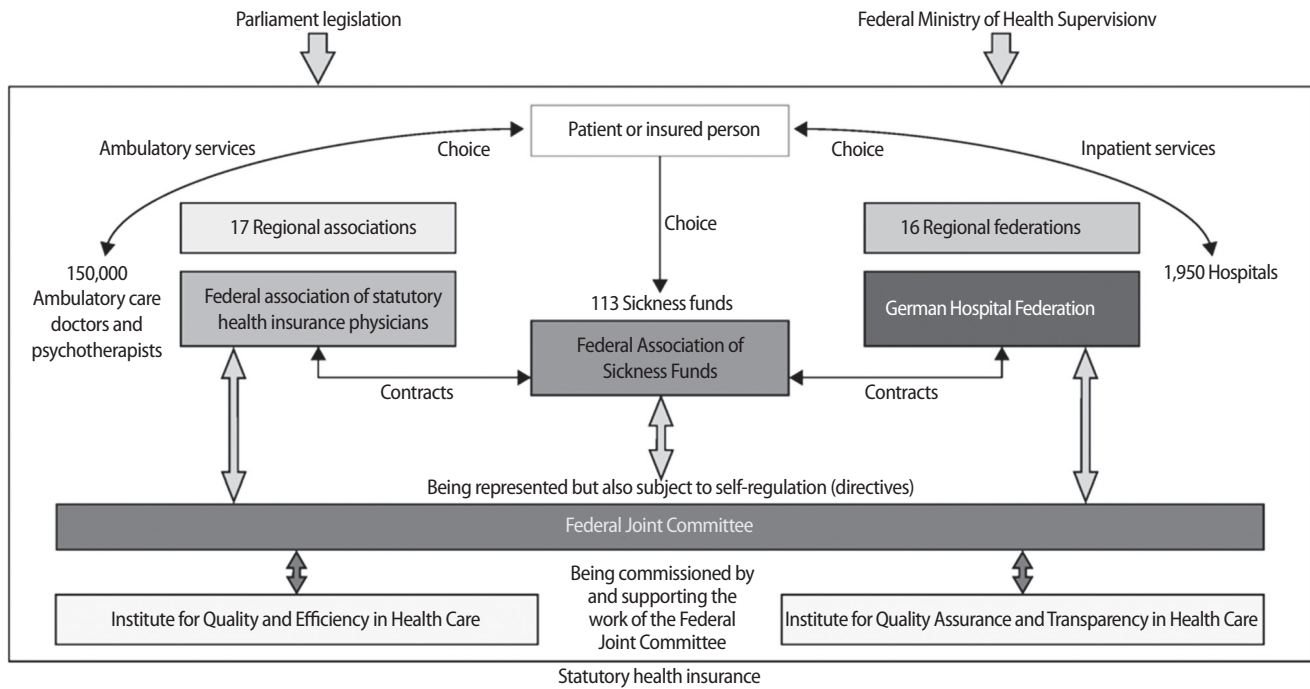 Parliament legislation
Federal Ministry of Health Supervisionv
Patient or insured person
Ambulatory services
Choice
Choice
Inpatient services
17 Regional associations
Choice
16 Regional federations
150,000
Ambulatory care
doctors and
psychotherapists
1,950 Hospitals
Federal association of statutory
health insurance physicians
113 Sickness funds
German Hospital Federation
Federal Association of
Sickness Funds
Contracts
Contracts
Being represented but also subject to self-regulation (directives)
Federal Joint Committee
Being commissioned by
and supporting the
work of the Federal
Joint Committee
Institute for Quality and Efficiency in Health Care
Institute for Quality Assurance and Transparency in Health Care
Statutory health insurance